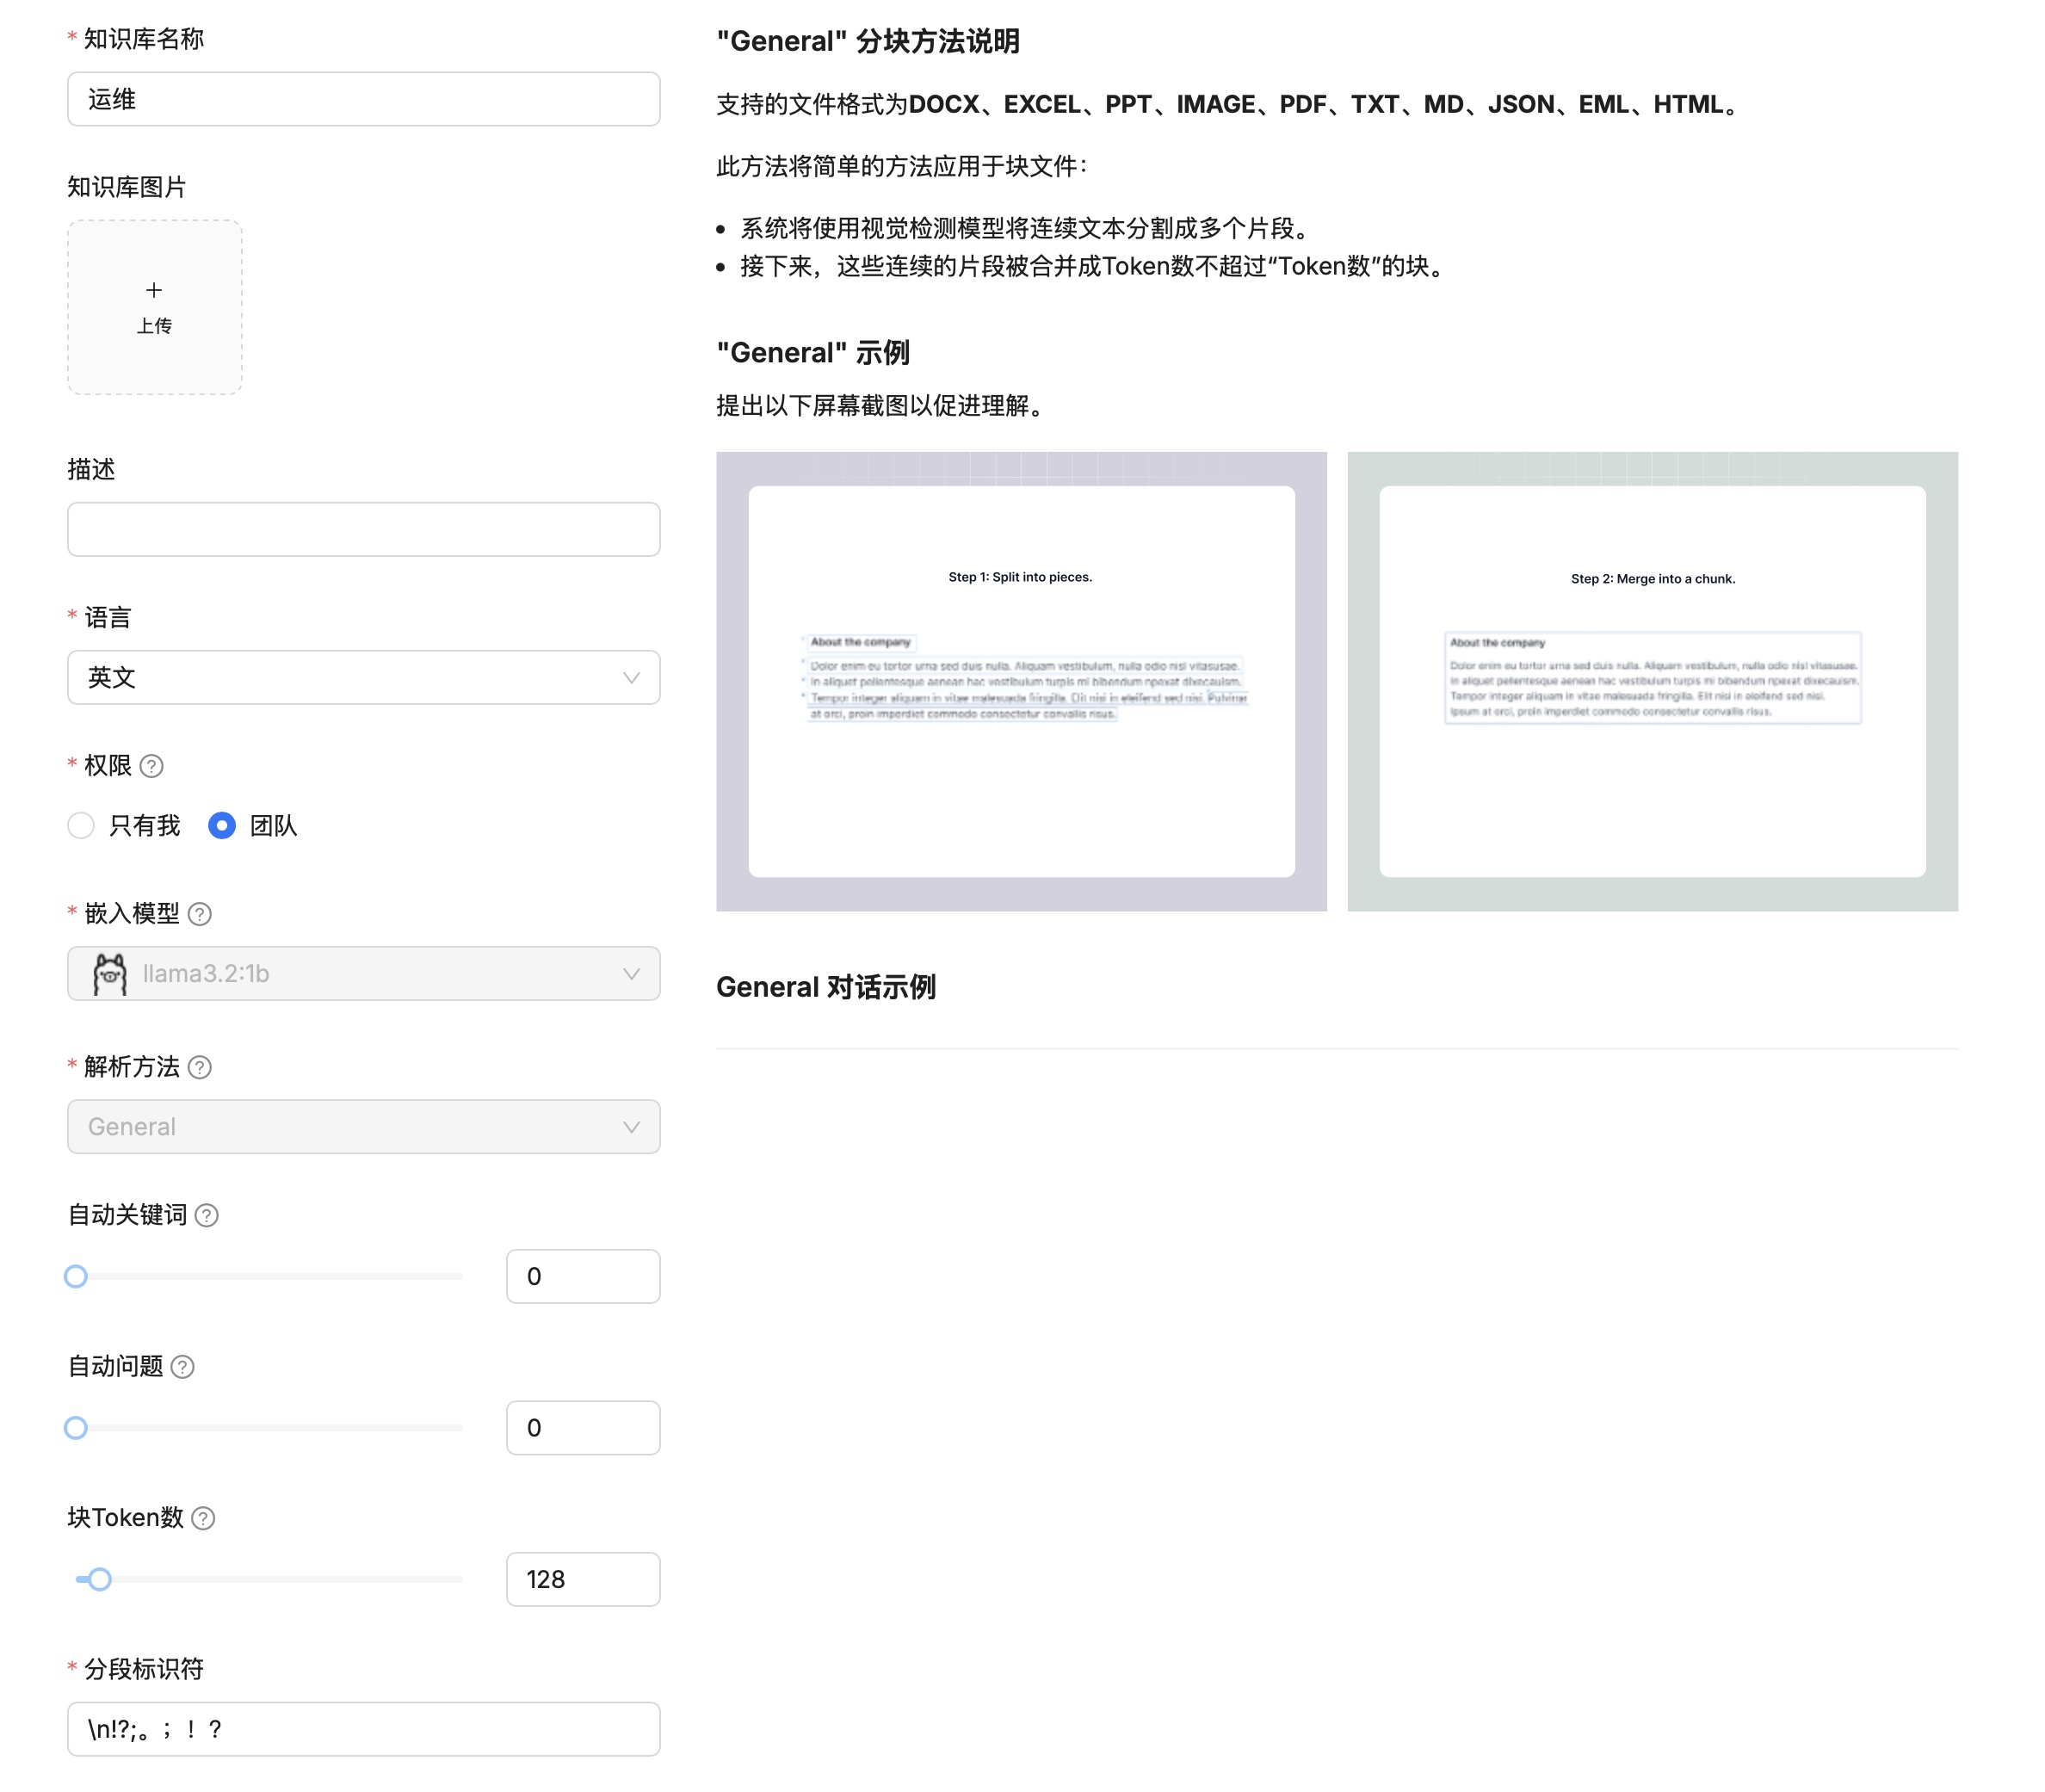 * 知识库名称
运维
知识库图片
+
上传
描述
* 语言
英文
* 权限 ?
只有我 团队
* 嵌入模型 ?
llama3.2:1b
* 解析方法 ?
General
自动关键词 ?
0
自动问题 ?
0
块Token数 ?
128
* 分段标识符
\n!?;。；！？
"General" 分块方法说明
支持的文件格式为DOCX、EXCEL、PPT、IMAGE、PDF、TXT、MD、JSON、EML、HTML。
此方法将简单的方法应用于块文件：
• 系统将使用视觉检测模型将连续文本分割成多个片段。
• 接下来，这些连续的片段被合并成Token数不超过“Token数”的块。
"General" 示例
提出以下屏幕截图以促进理解。
Step 1: Split into pieces.
About the company
Dolor enim eu tortor urna sed duis nulla. Aliquam vestibulum, nulla odio nisl vitasusae.
In aliquet pellentesque aenean hac vestibulum turpis mi bibendum
Tempor integer aliquam in vitae malesuada fringilla. Elit nisi in eleifend sed nisi. Pulvinar
at orci, proin imperdiet commodo consectetur convallis risus.
Step 2: Merge into a chunk.
About the company
Dolor enim eu tortor urna sed duis nulla. Aliquam vestibulum, nulla odio nisl vitasusae.
In aliquet pellentesque aenean hac vestibulum turpis mi bibendum
Tempor integer aliquam in vitae malesuada fringilla. Elit nisi in eleifend sed nisi.
Ipsum at orci, proin imperdiet commodo consectetur convallis risus.
General 对话示例